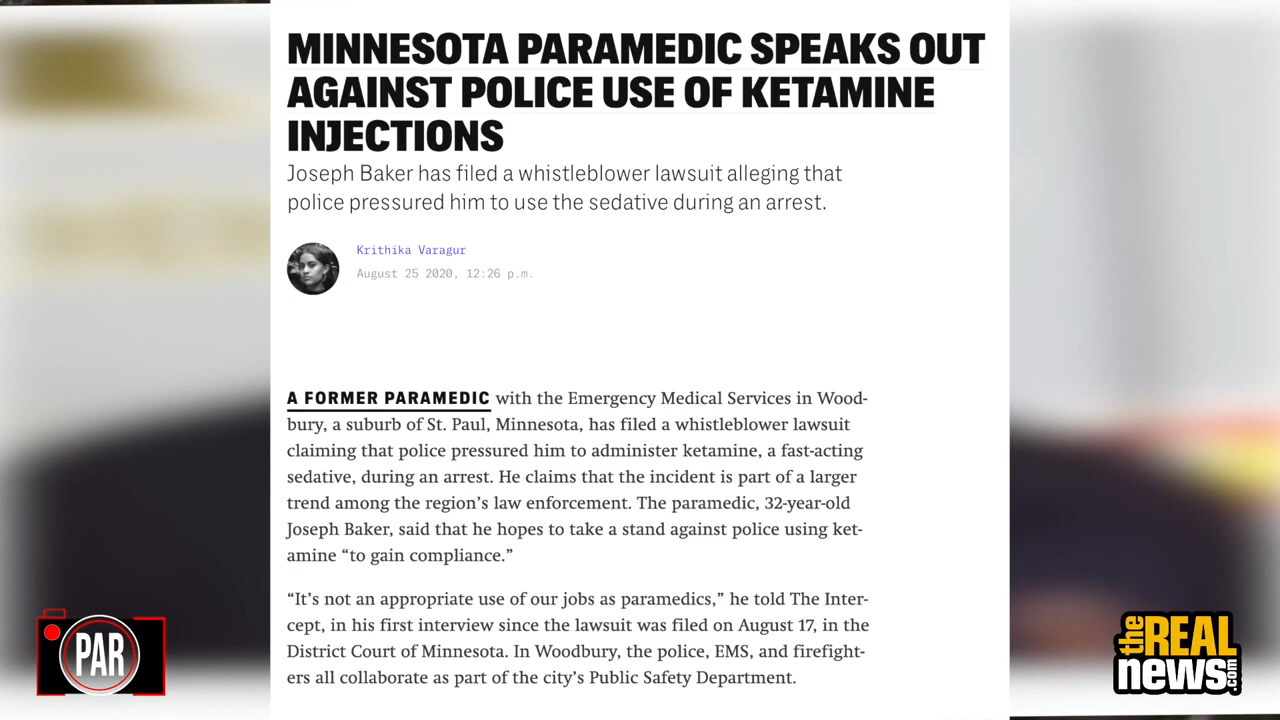 MINNESOTA PARAMEDIC SPEAKS OUT
AGAINST POLICE USE OF KETAMINE
INJECTIONS
Joseph Baker has filed a whistleblower lawsuit alleging that
police pressured him to use the sedative during an arrest.
Krithika Varagur
August 25 2020, 12:26 p.m.
A FORMER PARAMEDIC with the Emergency Medical Services in Wood-
bury, a suburb of St. Paul, Minnesota, has filed a whistleblower lawsuit
claiming that police pressured him to administer ketamine, a fast-acting
sedative, during an arrest. He claims that the incident is part of a larger
trend among the region’s law enforcement. The paramedic, 32-year-old
Joseph Baker, said that he hopes to take a stand against police using ket-
amine “to gain compliance.”
“It’s not an appropriate use of our jobs as paramedics,” he told The Inter-
cept, in his first interview since the lawsuit was filed on August 17, in the
District Court of Minnesota. In Woodbury, the police, EMS, and firefight-
ers all collaborate as part of the city’s Public Safety Department.
PAR
the REAL
news.com